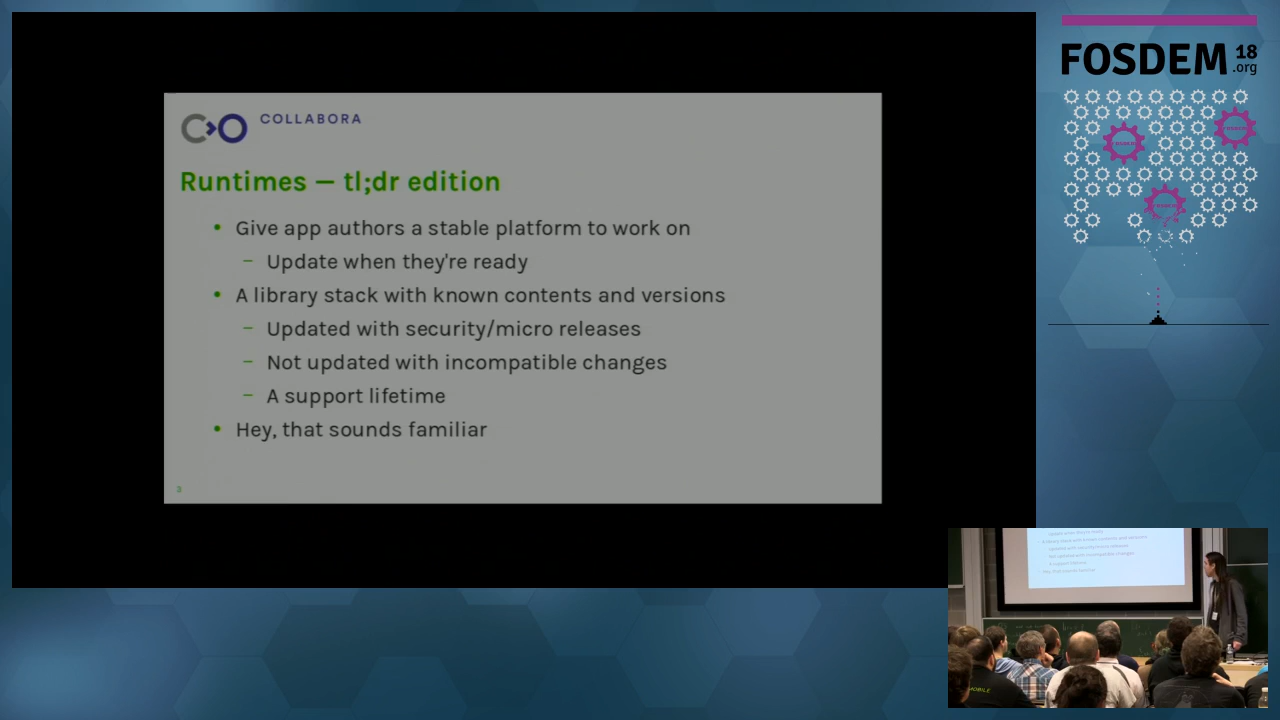 COLLABORA
Runtimes — tl;dr edition
• Give app authors a stable platform to work on
– Update when they're ready
• A library stack with known contents and versions
– Updated with security/micro releases
– Not updated with incompatible changes
– A support lifetime
• Hey, that sounds familiar
3
FOSDEM 18
.org
MOBILE